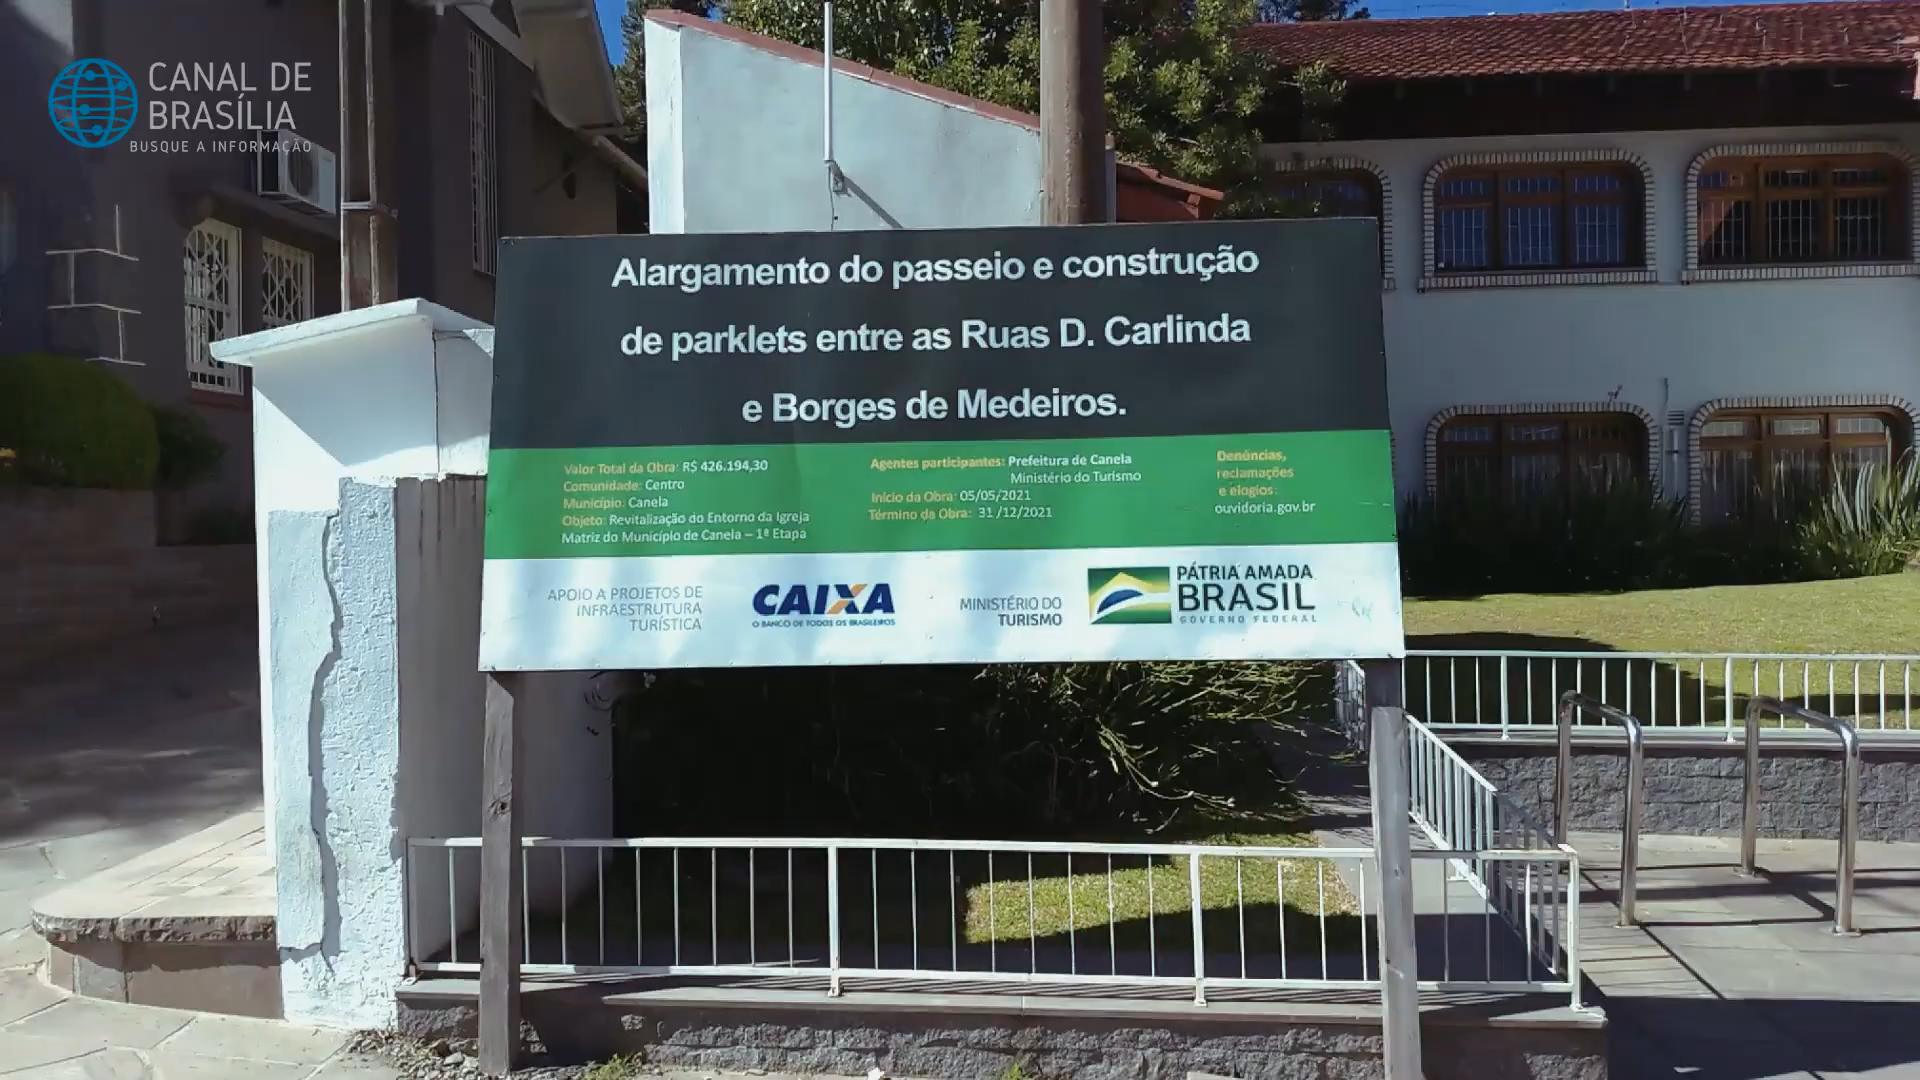 CANAL DE
BRASÍLIA
BUSQUE A INFORMAÇÃO
Alargamento do passeio e construção
de parklets entre as Ruas D. Carlinda
e Borges de Medeiros.
Valor Total da Obra: R$ 426.194,30
Comunidade: Centro
Município: Canela
Objeto: Revitalização do Entorno da Igreja
Matriz do Município de Canela – 1ª Etapa
Agentes participantes: Prefeitura de Canela
Ministério do Turismo
Início da Obra: 05/05/2021
Término da Obra: 31/12/2021
Denúncias,
reclamações
e elogios:
ouvidoria.gov.br
APOIO A PROJETOS DE
INFRAESTRUTURA
TURÍSTICA
CAIXA
O BANCO DE TODOS OS BRASILEIROS
MINISTÉRIO DO
TURISMO
PÁTRIA AMADA
BRASIL
GOVERNO FEDERAL